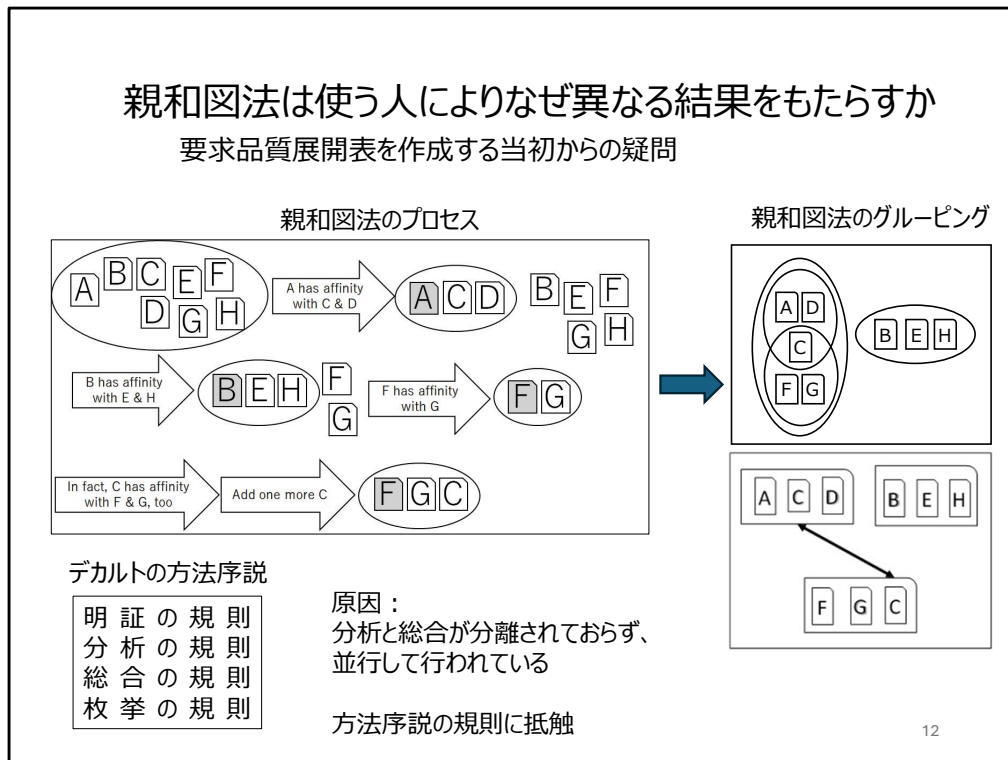 親和図法は使う人によりなぜ異なる結果をもたらすか
要求品質展開表を作成する当初からの疑問
親和図法のプロセス
A B C E F
D G H
A has affinity
with C & D
A C D
B E F
G H
B has affinity
with E & H
B E H
F
G
F has affinity
with G
F G
In fact, C has affinity
with F & G, too
Add one more C
F G C
親和図法のグルーピング
A D
C
F G
B E H
A C D
B E H
F G C
デカルトの方法序説
明証の規則
分析の規則
総合の規則
枚挙の規則
原因：
分析と総合が分離されておらず、
並行して行われている
方法序説の規則に抵触
12